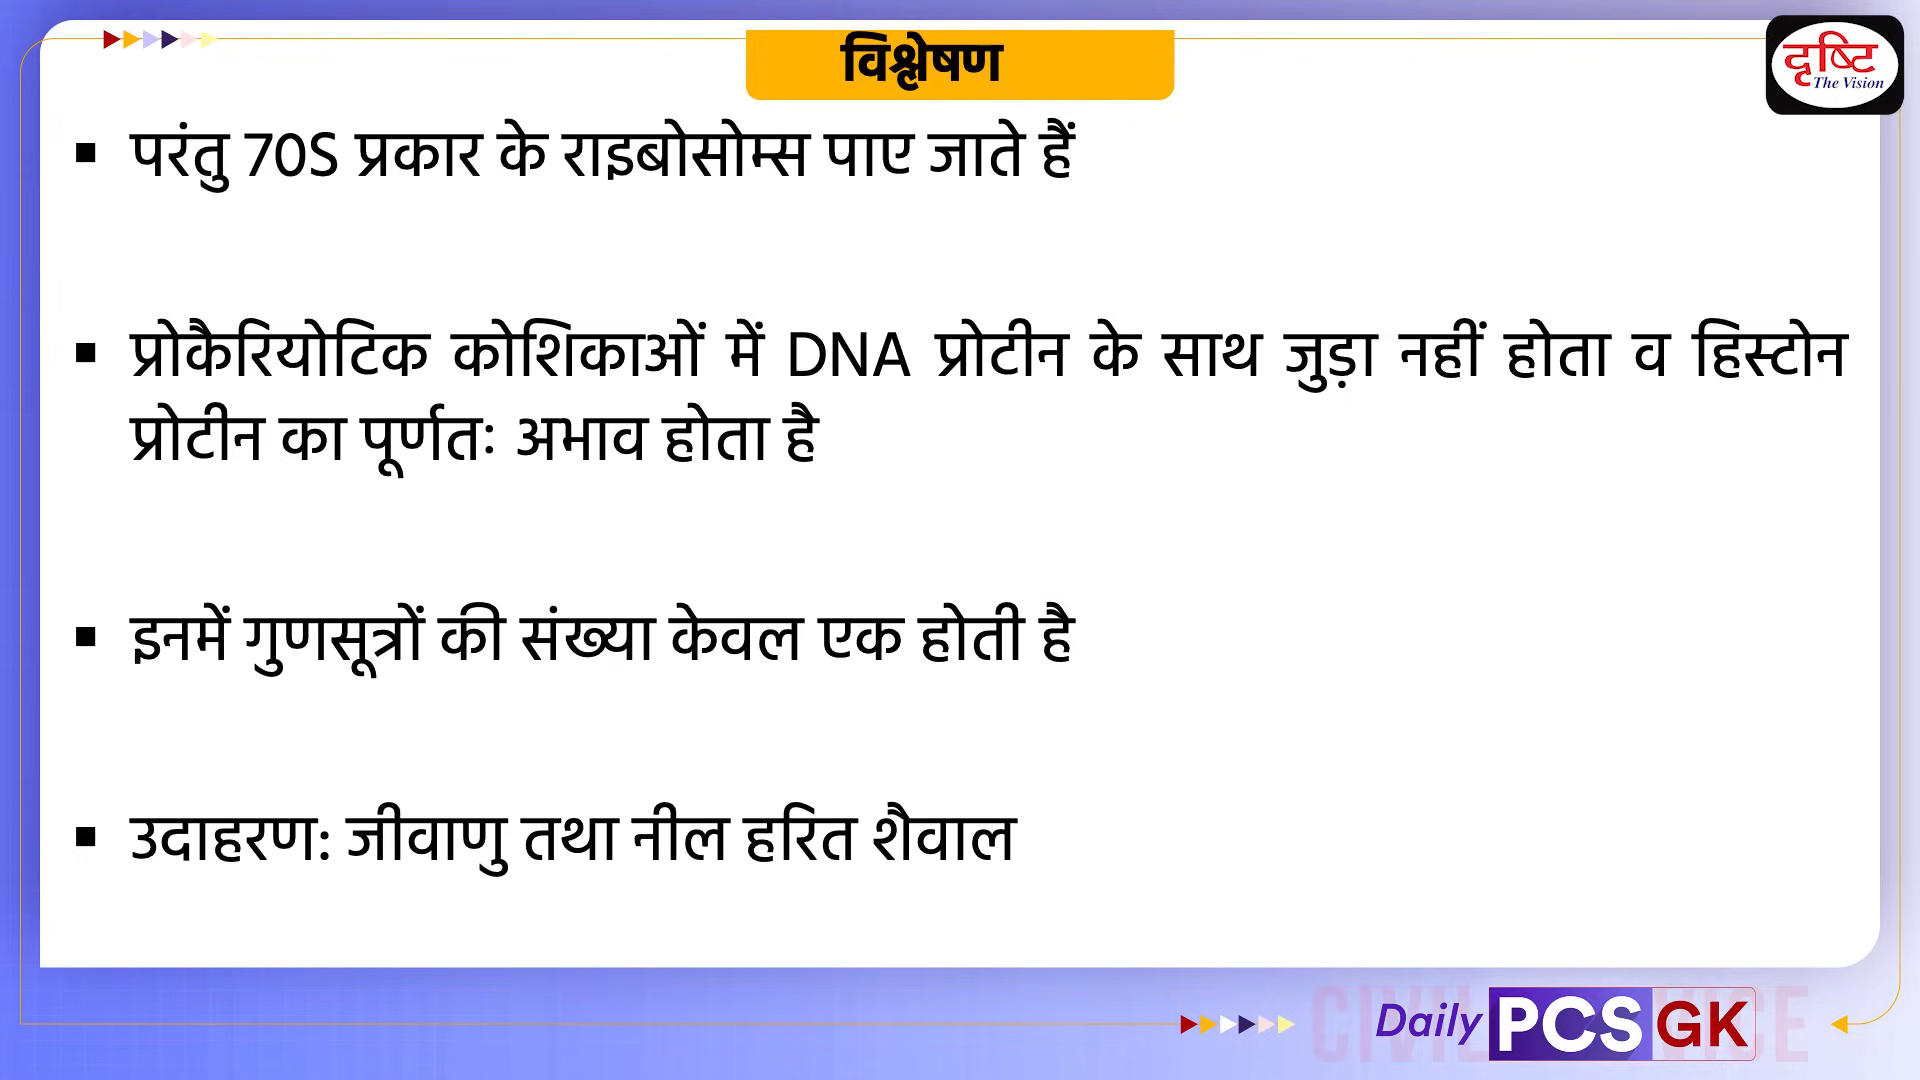 विश्लेषण
दृष्टि
The Vision
▪ परंतु 70S प्रकार के राइबोसोम्स पाए जाते हैं
▪ प्रोकैरियोटिक कोशिकाओं में DNA प्रोटीन के साथ जुड़ा नहीं होता व हिस्टोन
प्रोटीन का पूर्णतः अभाव होता है
▪ इनमें गुणसूत्रों की संख्या केवल एक होती है
▪ उदाहरण: जीवाणु तथा नील हरित शैवाल
Daily PCS GK